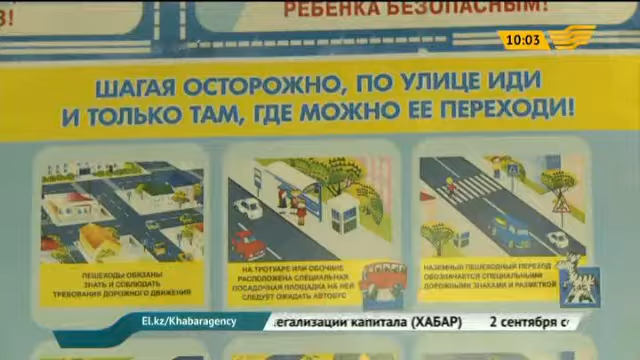 З!
РЕБЕНКА БЕЗОПАСНЫМ!
10:03
ШАГАЯ ОСТОРОЖНО, ПО УЛИЦЕ ИДИ
И ТОЛЬКО ТАМ, ГДЕ МОЖНО ЕЕ ПЕРЕХОДИ!
ПЕШЕХОДЫ ОБЯЗАНЫ
ЗНАТЬ И СОБЛЮДАТЬ
ТРЕБОВАНИЯ ДОРОЖНОГО ДВИЖЕНИЯ
НА ТРОТУАРЕ ИЛИ ОБОЧИНЕ
РАСПОЛОЖЕНА СПЕЦИАЛЬНАЯ
ПОСАДОЧНАЯ ПЛОЩАДКА НА НЕЙ
СЛЕДУЕТ ОЖИДАТЬ АВТОБУС
НАЗЕМНЫЙ ПЕШЕХОДНЫЙ ПЕРЕХОД
ОБОЗНАЧАЕТСЯ СПЕЦИАЛЬНЫМИ
ДОРОЖНЫМИ ЗНАКАМИ И РАЗМЕТКОЙ
El.kz/Khabaragency
егализации капитала (ХАБАР) 2 сентября с